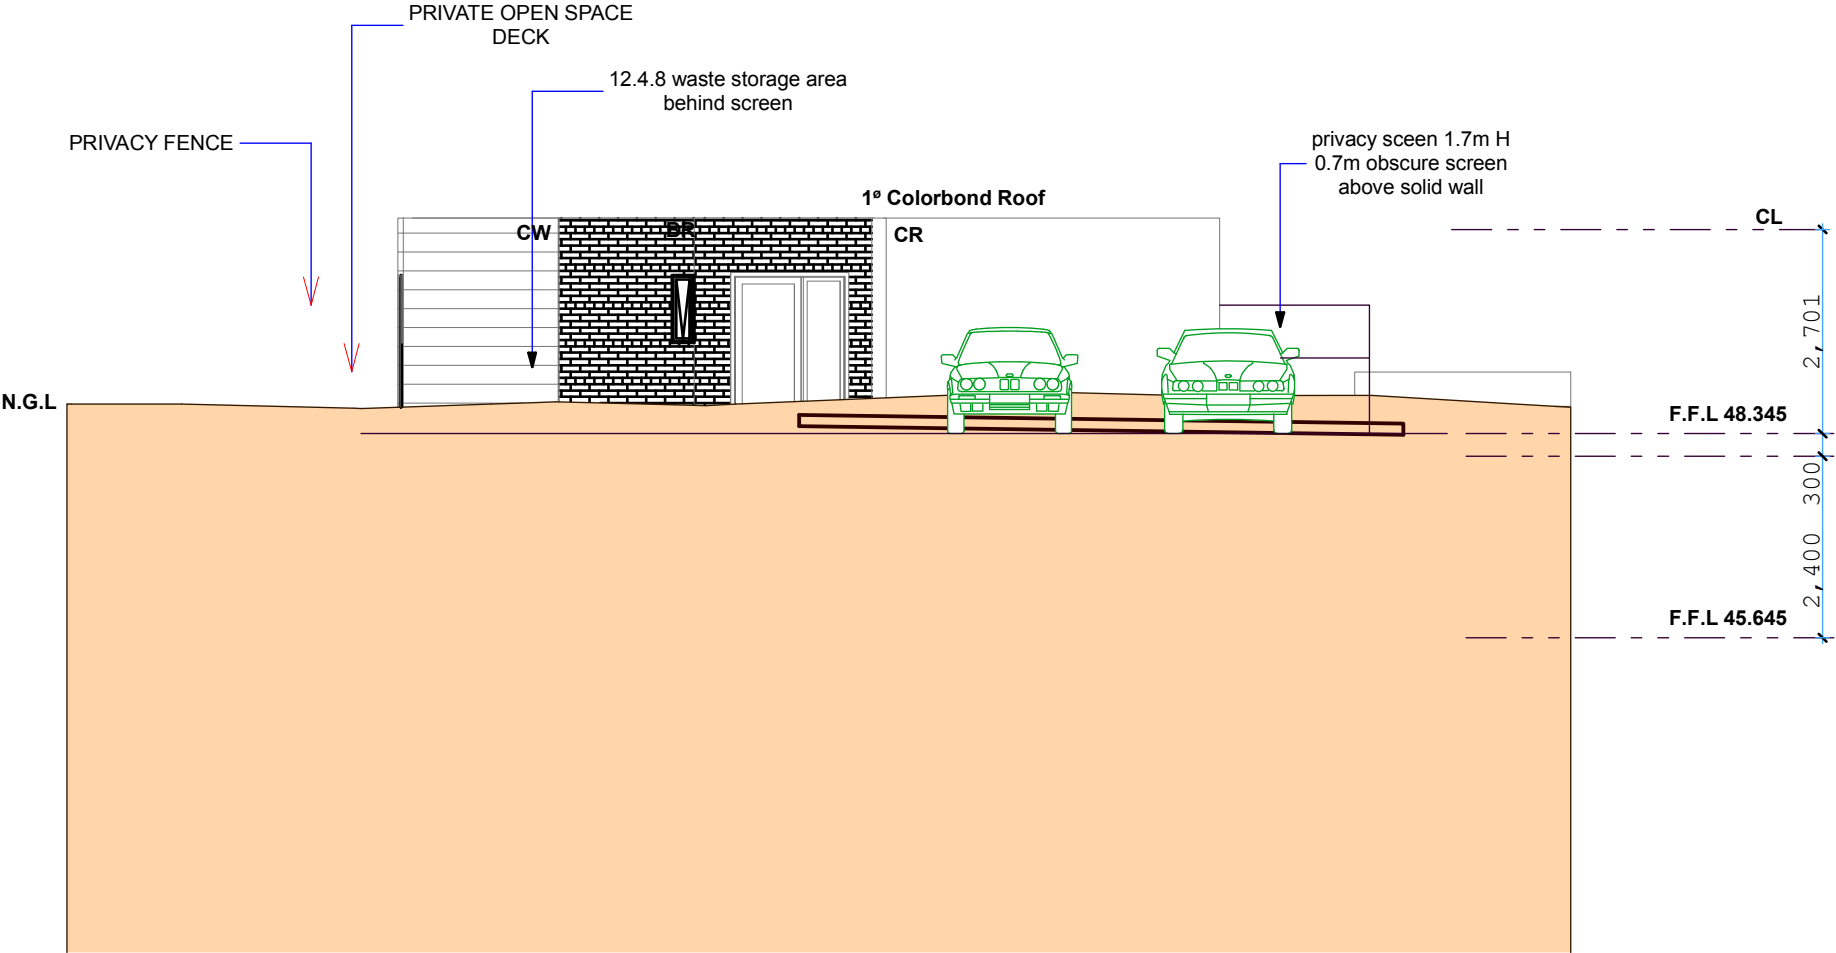 PRIVATE OPEN SPACE
DECK
12.4.8 waste storage area
behind screen
PRIVACY FENCE
privacy sceen 1.7m H
0.7m obscure screen
above solid wall
1º Colorbond Roof
CW
BR
CR
CL
2,701
N.G.L
F.F.L 48.345
300
2,400
F.F.L 45.645